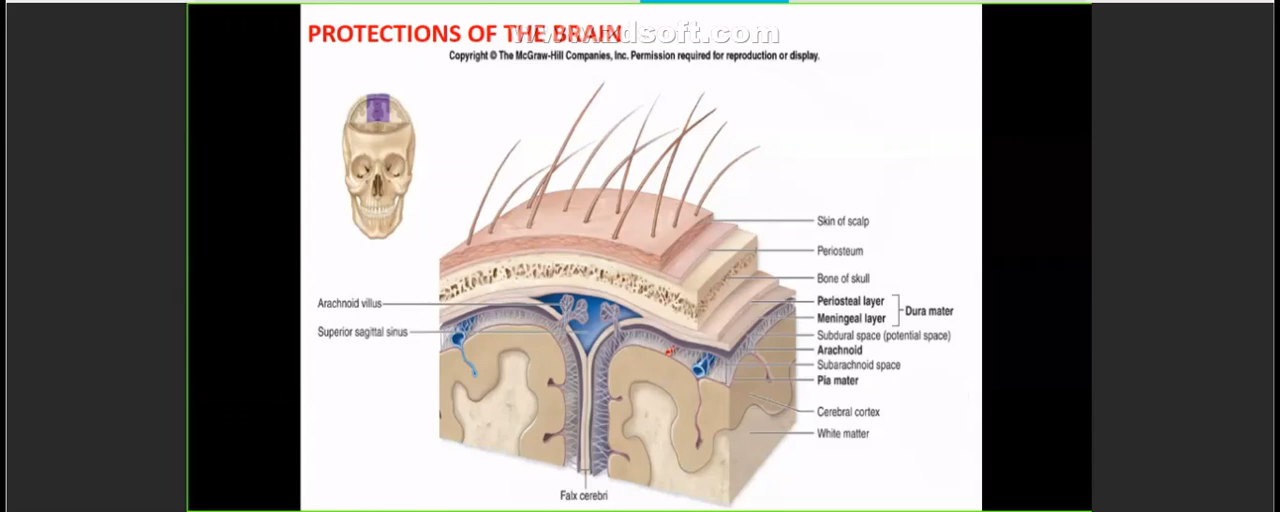 PROTECTIONS OF THE BRAIN
Copyright © The McGraw-Hill Companies, Inc. Permission required for reproduction or display.
Skin of scalp
Periosteum
Bone of skull
Arachnoid villus
Periosteal layer
Dura mater
Meningeal layer
Superior sagittal sinus
Subdural space (potential space)
Arachnoid
Subarachnoid space
Pia mater
Cerebral cortex
White matter
Falx cerebri